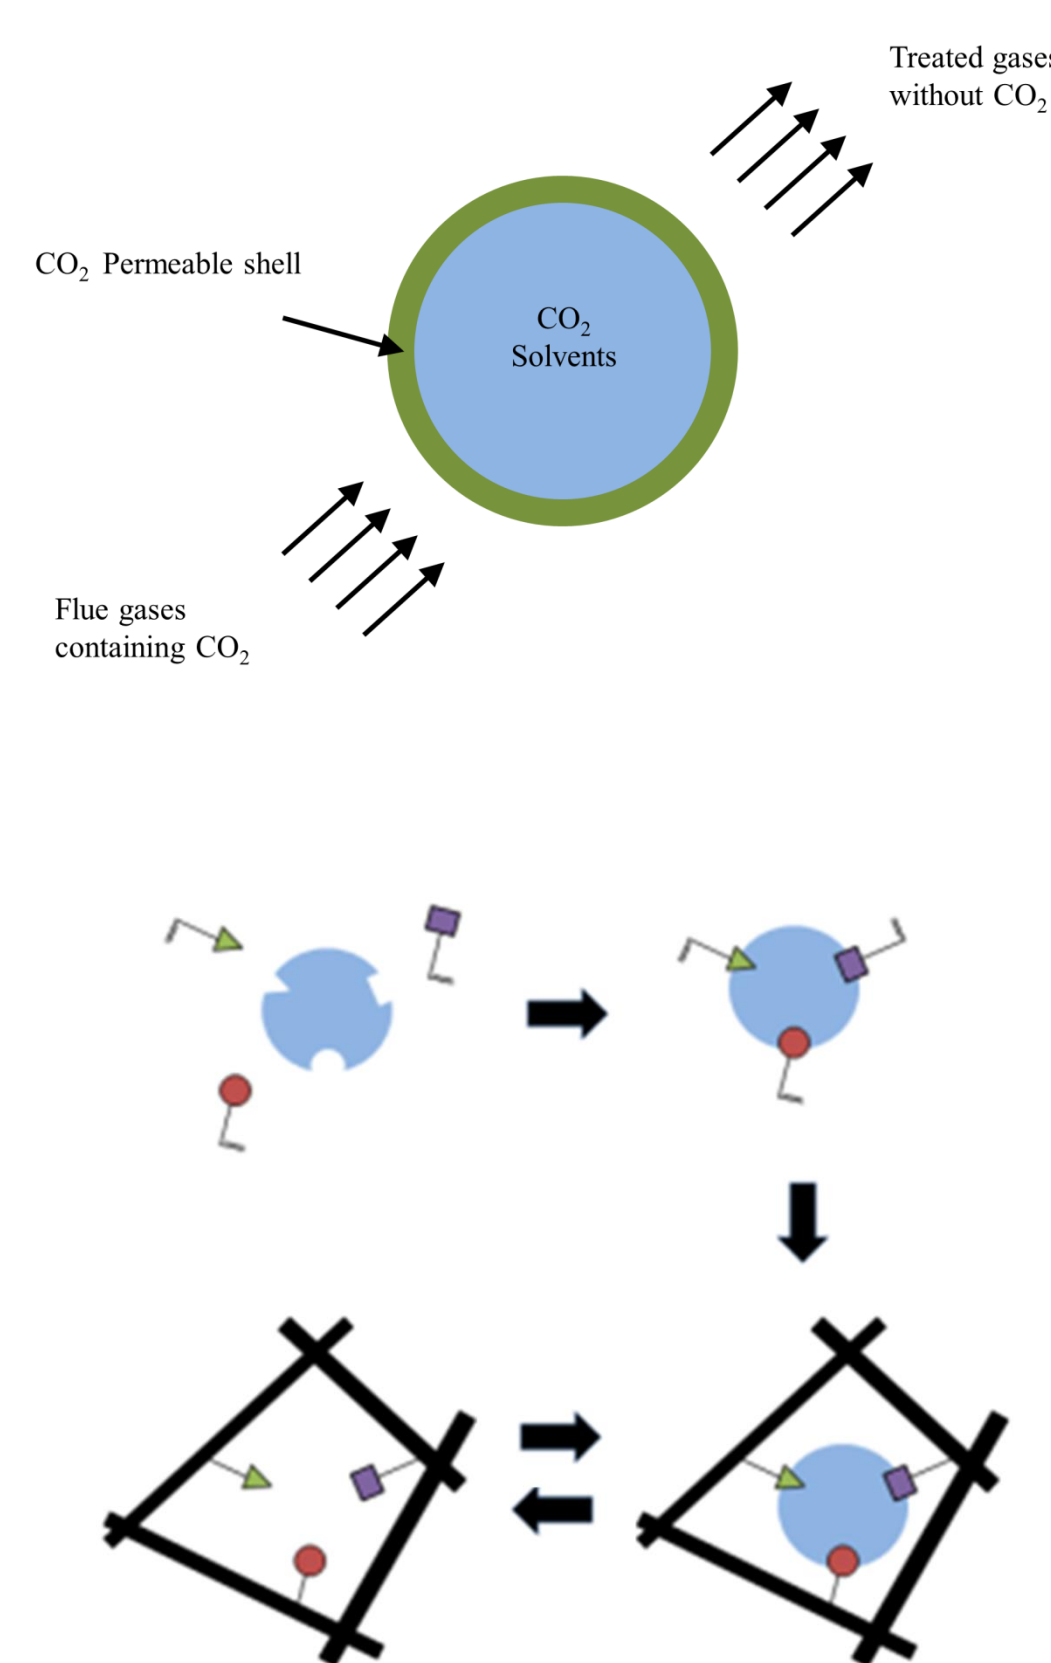 Treated gases
without CO₂
CO₂ Permeable shell
CO₂
Solvents
Flue gases
containing CO₂